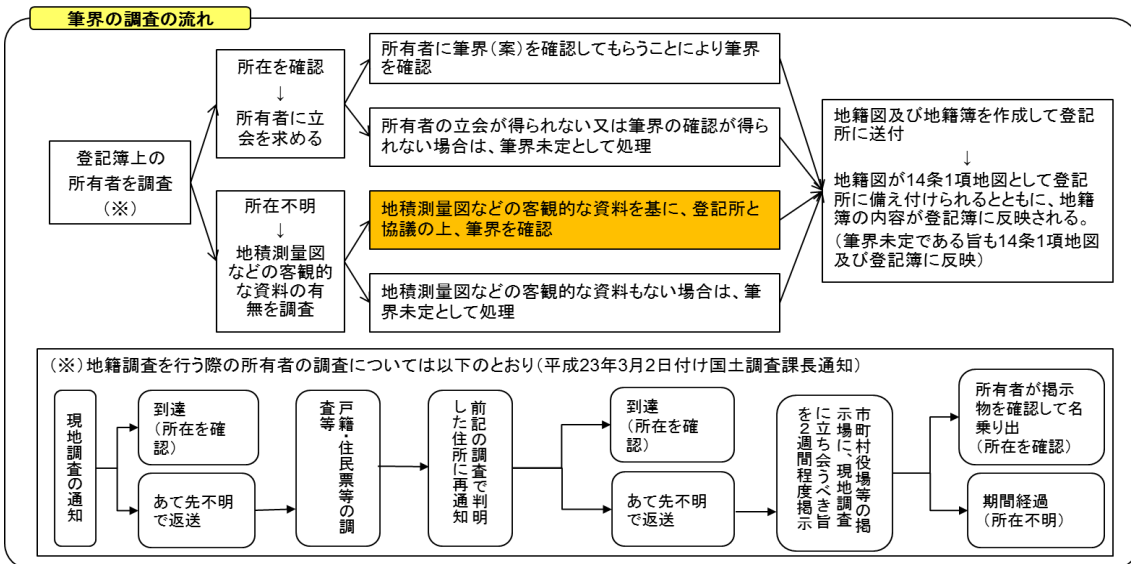 筆界の調査の流れ
登記簿上の
所有者を調査
(※)
所在を確認
↓
所有者に立
会を求める
所在不明
↓
地積測量図
などの客観的
な資料の有
無を調査
所有者に筆界(案)を確認してもらうことにより筆界
を確認
所有者の立会が得られない又は筆界の確認が得ら
れない場合は、筆界未定として処理
地積測量図などの客観的な資料を基に、登記所と
協議の上、筆界を確認
地積測量図などの客観的な資料もない場合は、筆
界未定として処理
地籍図及び地籍簿を作成して登記
所に送付
↓
地籍図が14条1項地図として登記
所に備え付けられるとともに、地籍
簿の内容が登記簿に反映される。
(筆界未定である旨も14条1項地図
及び登記簿に反映)
(※)地籍調査を行う際の所有者の調査については以下のとおり(平成23年3月2日付け国土調査課長通知)
現地調査の通知
到達
(所在を確
認)
あて先不明
で返送
戸籍・住民票等の調
査等
前記の調査で判明
した住所に再通知
到達
(所在を確
認)
あて先不明
で返送
市町村役場等の掲
示場に、現地調査
に立ち会うべき旨
を2週間程度掲示
所有者が掲示
物を確認して名
乗り出
(所在を確認)
期間経過
(所在不明)